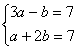 3a − b = 7
a + 2b = 7